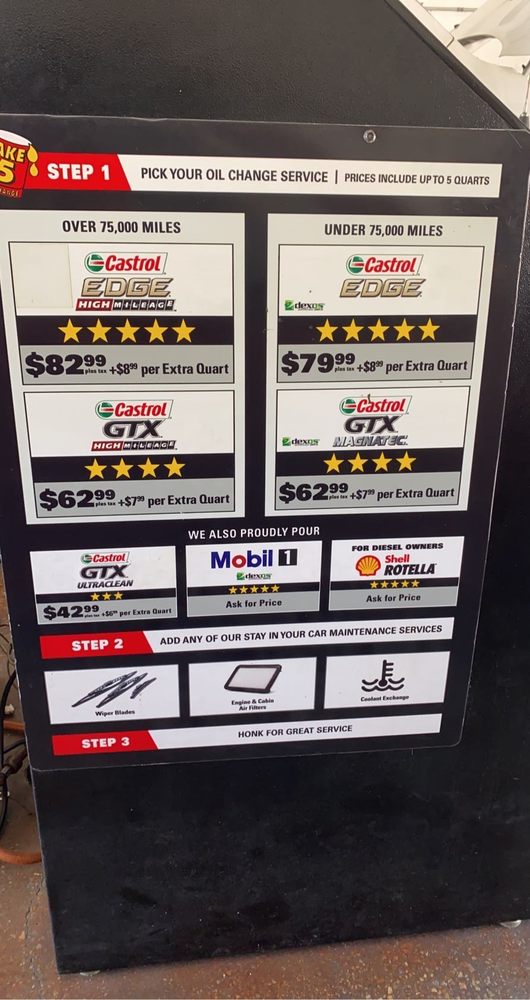 AKE
5
HANGE
STEP 1
PICK YOUR OIL CHANGE SERVICE | PRICES INCLUDE UP TO 5 QUARTS
OVER 75,000 MILES
Castrol
EDGE
HIGH MILEAGE
$82.99 plus tax +$8.99 per Extra Quart
Castrol
GTX
HIGH MILEAGE
$62.99 plus tax +$7.99 per Extra Quart
UNDER 75,000 MILES
Castrol
EDGE
dexos
$79.99 plus tax +$8.99 per Extra Quart
Castrol
GTX
dexos MAGNATEC
$62.99 plus tax +$7.99 per Extra Quart
WE ALSO PROUDLY POUR
Castrol
GTX
ULTRACLEAN
$42.99 plus tax per Extra Quart
Mobil 1
dexos
Ask for Price
FOR DIESEL OWNERS
Shell
ROTELLA
Ask for Price
STEP 2
ADD ANY OF OUR STAY IN YOUR CAR MAINTENANCE SERVICES
Wiper Blades
Engine & Cabin
Air Filters
Coolant Exchange
STEP 3
HONK FOR GREAT SERVICE